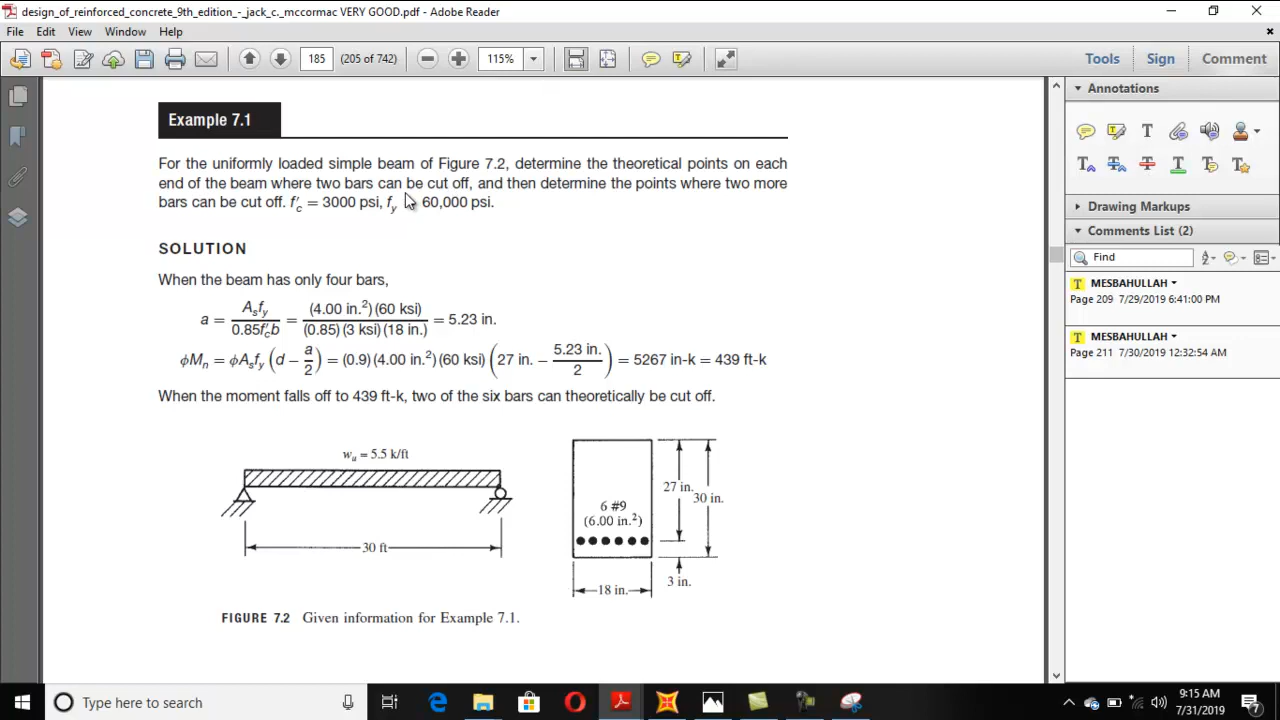 design_of_reinforced_concrete_9th_edition_-_jack_c._mccormac VERY GOOD.pdf - Adobe Reader
File Edit View Window Help
185 (205 of 742) 115% Tools Sign Comment
Example 7.1
For the uniformly loaded simple beam of Figure 7.2, determine the theoretical points on each
end of the beam where two bars can be cut off, and then determine the points where two more
bars can be cut off. f′c = 3000 psi, fy 60,000 psi.
SOLUTION
When the beam has only four bars,
a = Asfy / 0.85f′cb = (4.00 in.²)(60 ksi) / (0.85)(3 ksi)(18 in.) = 5.23 in.
ϕMn = ϕAsfy (d − a/2) = (0.9)(4.00 in.²)(60 ksi) (27 in. − 5.23 in./2) = 5267 in-k = 439 ft-k
When the moment falls off to 439 ft-k, two of the six bars can theoretically be cut off.
wu = 5.5 k/ft
30 ft
6 #9
(6.00 in.²)
27 in.
30 in.
18 in.
3 in.
FIGURE 7.2 Given information for Example 7.1.
Annotations
T
T T T T T T
Drawing Markups
Comments List (2)
Find
T MESBAHULLAH
Page 209 7/29/2019 6:41:00 PM
T MESBAHULLAH
Page 211 7/30/2019 12:32:54 AM
Type here to search
9:15 AM
7/31/2019
7